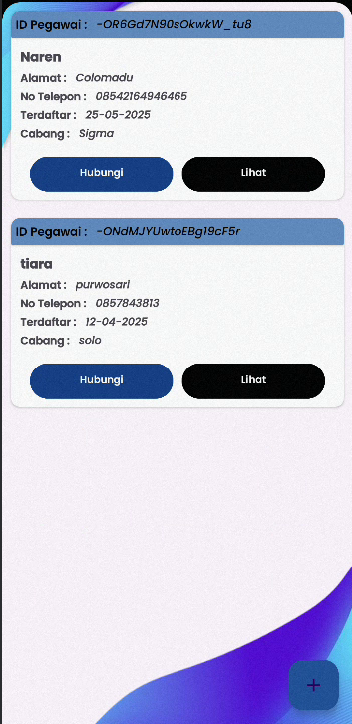 ID Pegawai : -OR6Gd7N90sOkwkW_tu8
Naren
Alamat : Colomadu
No Telepon : 08542164946465
Terdaftar : 25-05-2025
Cabang : Sigma
Hubungi Lihat
ID Pegawai : -ONdMJYUwtoEBg19cF5r
tiara
Alamat : purwosari
No Telepon : 0857843813
Terdaftar : 12-04-2025
Cabang : solo
Hubungi Lihat
+